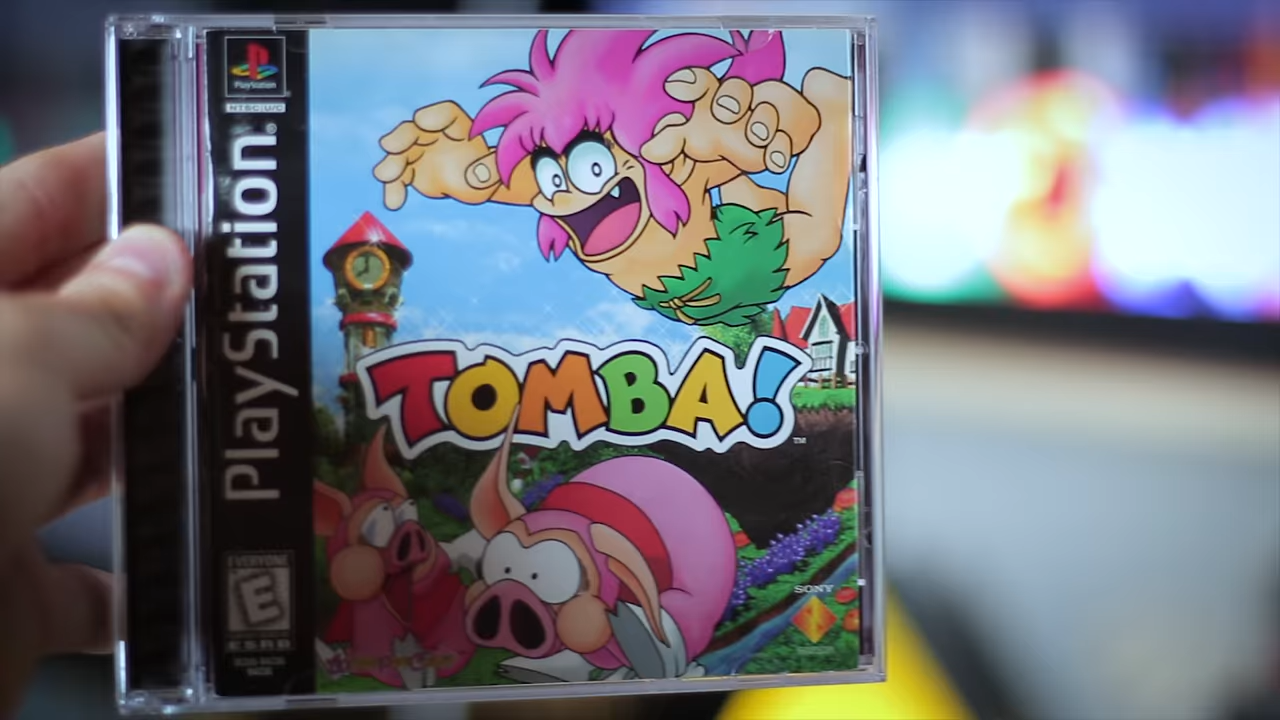 PlayStation
NTSC U/C
PlayStation®
TOMBA!
TM
EVERYONE
E
ESRB
SONY